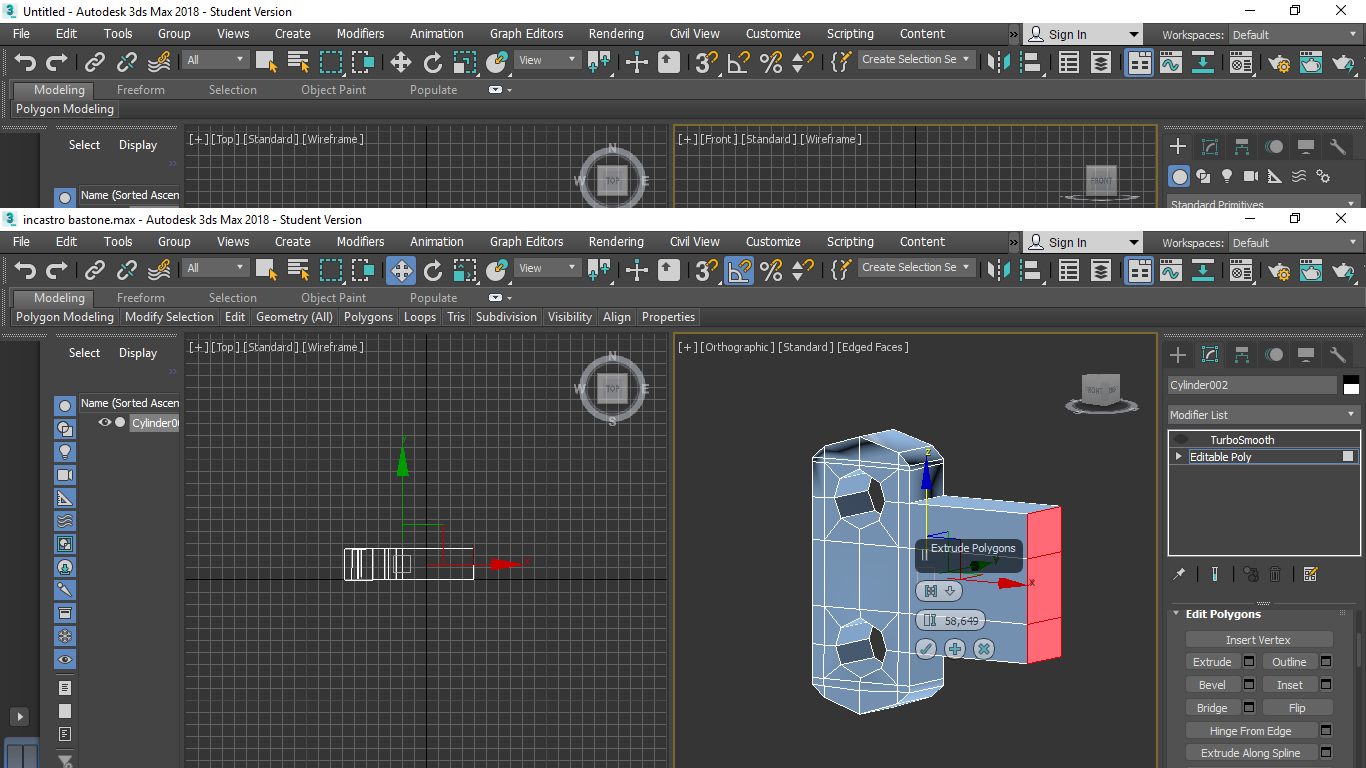 Untitled - Autodesk 3ds Max 2018 - Student Version
File Edit Tools Group Views Create Modifiers Animation Graph Editors Rendering Civil View Customize Scripting Content » Sign In Workspaces: Default
All View 3 Create Selection Se
Modeling Freeform Selection Object Paint Populate
Polygon Modeling
Select Display
[+] [Top] [Standard] [Wireframe]
[+] [Front] [Standard] [Wireframe]
N
W TOP E
FRONT
Name (Sorted Ascen
Standard Primitives
3 incastro bastone.max - Autodesk 3ds Max 2018 - Student Version
File Edit Tools Group Views Create Modifiers Animation Graph Editors Rendering Civil View Customize Scripting Content » Sign In Workspaces: Default
All View 3 Create Selection Se
Modeling Freeform Selection Object Paint Populate
Polygon Modeling Modify Selection Edit Geometry (All) Polygons Loops Tris Subdivision Visibility Align Properties
Select Display
[+] [Top] [Standard] [Wireframe]
[+] [Orthographic] [Standard] [Edged Faces]
N
W TOP E
S
FRONT
Name (Sorted Ascen
Cylinder00
Cylinder002
Modifier List
TurboSmooth
Editable Poly
y
z
x
Extrude Polygons
58,649
Edit Polygons
Insert Vertex
Extrude Outline
Bevel Inset
Bridge Flip
Hinge From Edge
Extrude Along Spline